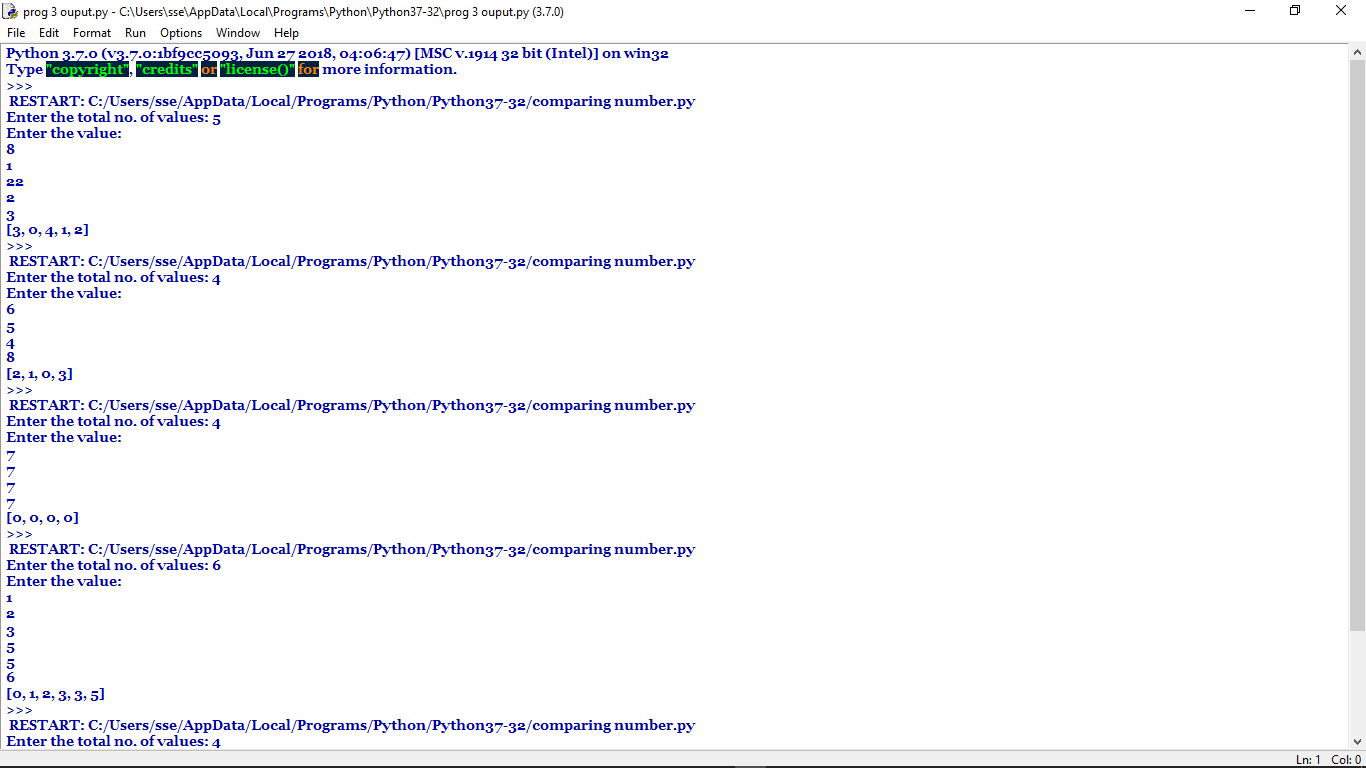 prog 3 ouput.py - C:\Users\sse\AppData\Local\Programs\Python\Python37-32\prog 3 ouput.py (3.7.0)
File Edit Format Run Options Window Help
Python 3.7.0 (v3.7.0:1bf9cc5093, Jun 27 2018, 04:06:47) [MSC v.1914 32 bit (Intel)] on win32
Type "copyright", "credits" or "license()" for more information.
>>>
RESTART: C:/Users/sse/AppData/Local/Programs/Python/Python37-32/comparing number.py
Enter the total no. of values: 5
Enter the value:
8
1
22
2
3
[3, 0, 4, 1, 2]
>>>
RESTART: C:/Users/sse/AppData/Local/Programs/Python/Python37-32/comparing number.py
Enter the total no. of values: 4
Enter the value:
6
5
4
8
[2, 1, 0, 3]
>>>
RESTART: C:/Users/sse/AppData/Local/Programs/Python/Python37-32/comparing number.py
Enter the total no. of values: 4
Enter the value:
7
7
7
7
[0, 0, 0, 0]
>>>
RESTART: C:/Users/sse/AppData/Local/Programs/Python/Python37-32/comparing number.py
Enter the total no. of values: 6
Enter the value:
1
2
3
5
5
6
[0, 1, 2, 3, 3, 5]
>>>
RESTART: C:/Users/sse/AppData/Local/Programs/Python/Python37-32/comparing number.py
Enter the total no. of values: 4
Ln: 1 Col: 0